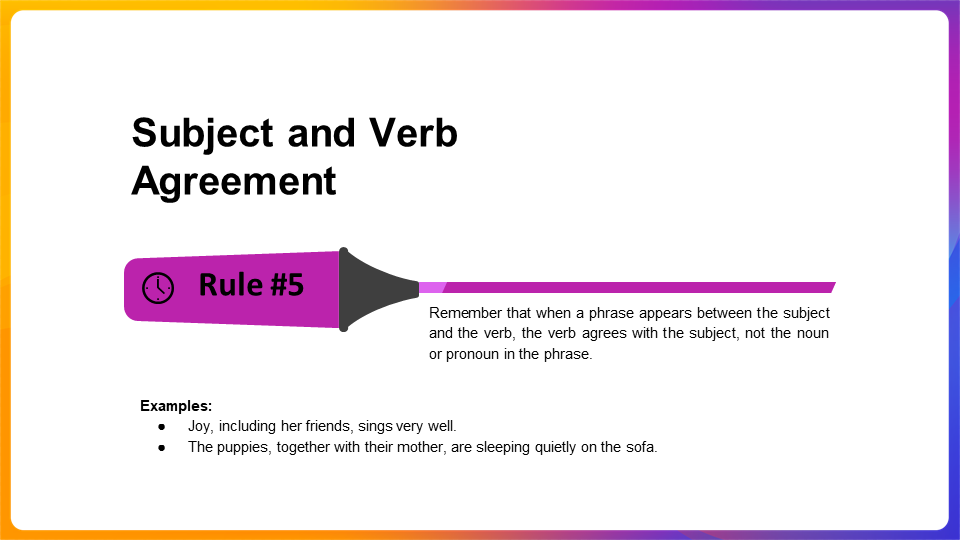 Subject and Verb
Agreement
Rule #5
Remember that when a phrase appears between the subject
and the verb, the verb agrees with the subject, not the noun
or pronoun in the phrase.
Examples:
● Joy, including her friends, sings very well.
● The puppies, together with their mother, are sleeping quietly on the sofa.